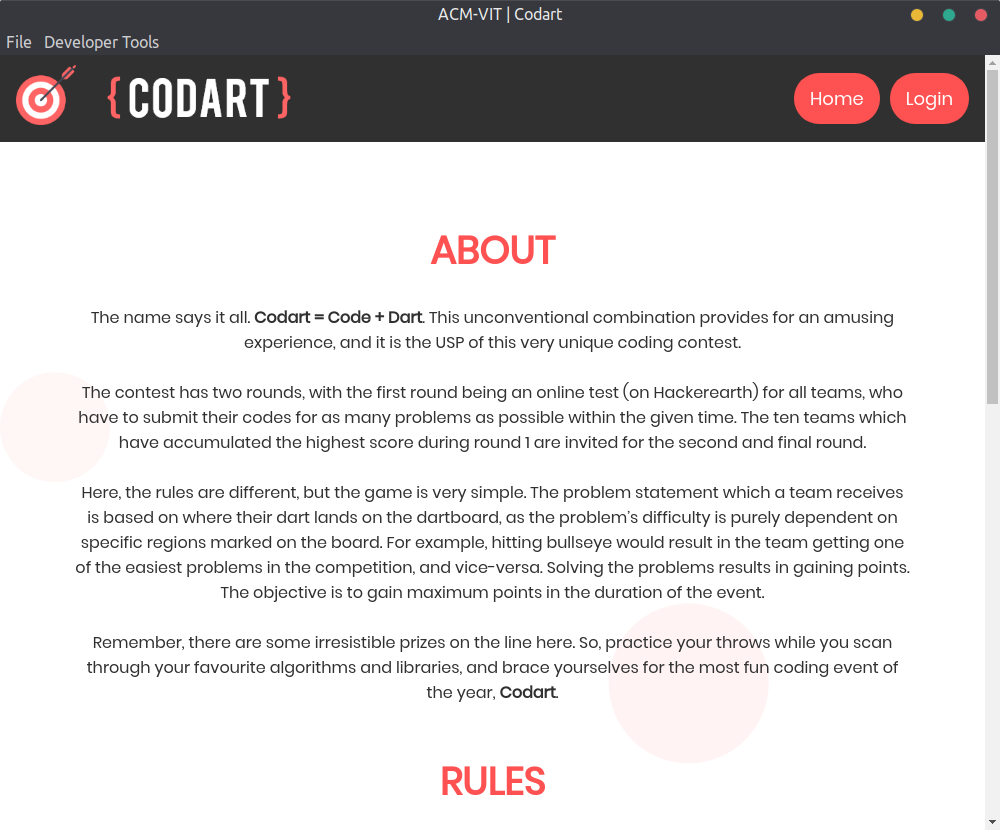 ACM-VIT | Codart
File Developer Tools
{ CODART }
Home
Login
ABOUT
The name says it all. Codart = Code + Dart. This unconventional combination provides for an amusing
experience, and it is the USP of this very unique coding contest.
The contest has two rounds, with the first round being an online test (on Hackerearth) for all teams, who
have to submit their codes for as many problems as possible within the given time. The ten teams which
have accumulated the highest score during round 1 are invited for the second and final round.
Here, the rules are different, but the game is very simple. The problem statement which a team receives
is based on where their dart lands on the dartboard, as the problem’s difficulty is purely dependent on
specific regions marked on the board. For example, hitting bullseye would result in the team getting one
of the easiest problems in the competition, and vice-versa. Solving the problems results in gaining points.
The objective is to gain maximum points in the duration of the event.
Remember, there are some irresistible prizes on the line here. So, practice your throws while you scan
through your favourite algorithms and libraries, and brace yourselves for the most fun coding event of
the year, Codart.
RULES